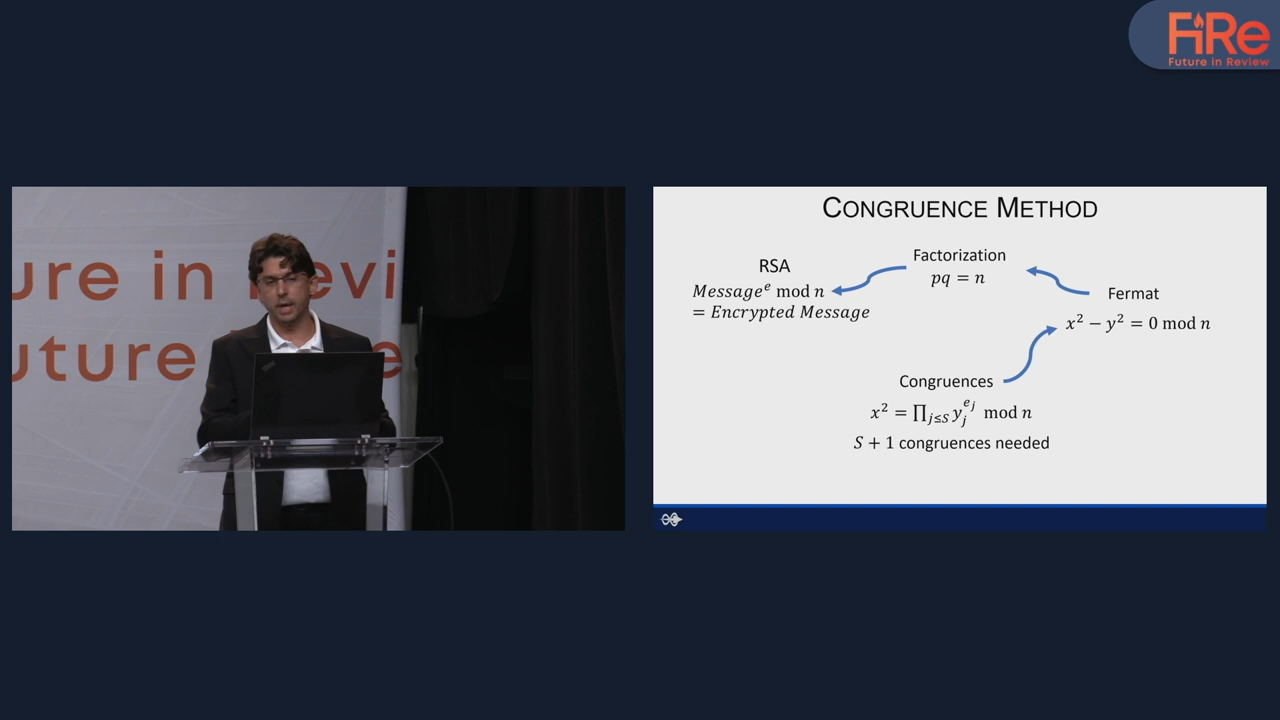 FiRe
Future in Review
ure in evi
uture e
CONGRUENCE METHOD
RSA
Message^e mod n
= Encrypted Message
Factorization
pq = n
Fermat
x² − y² = 0 mod n
Congruences
x² = ∏_{j≤S} y_j^{e_j} mod n
S + 1 congruences needed